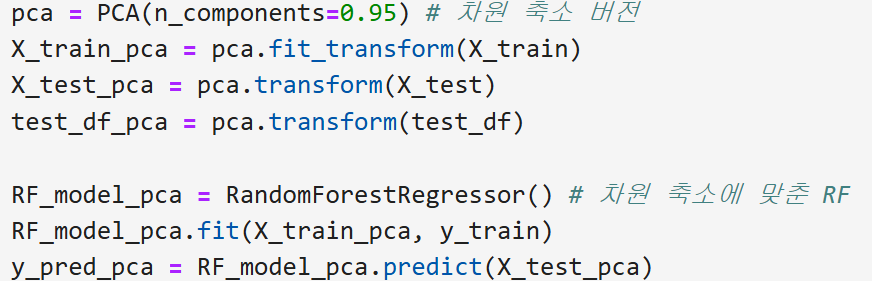 pca = PCA(n_components=0.95) # 차원 축소 버전
X_train_pca = pca.fit_transform(X_train)
X_test_pca = pca.transform(X_test)
test_df_pca = pca.transform(test_df)

RF_model_pca = RandomForestRegressor() # 차원 축소에 맞춘 RF
RF_model_pca.fit(X_train_pca, y_train)
y_pred_pca = RF_model_pca.predict(X_test_pca)